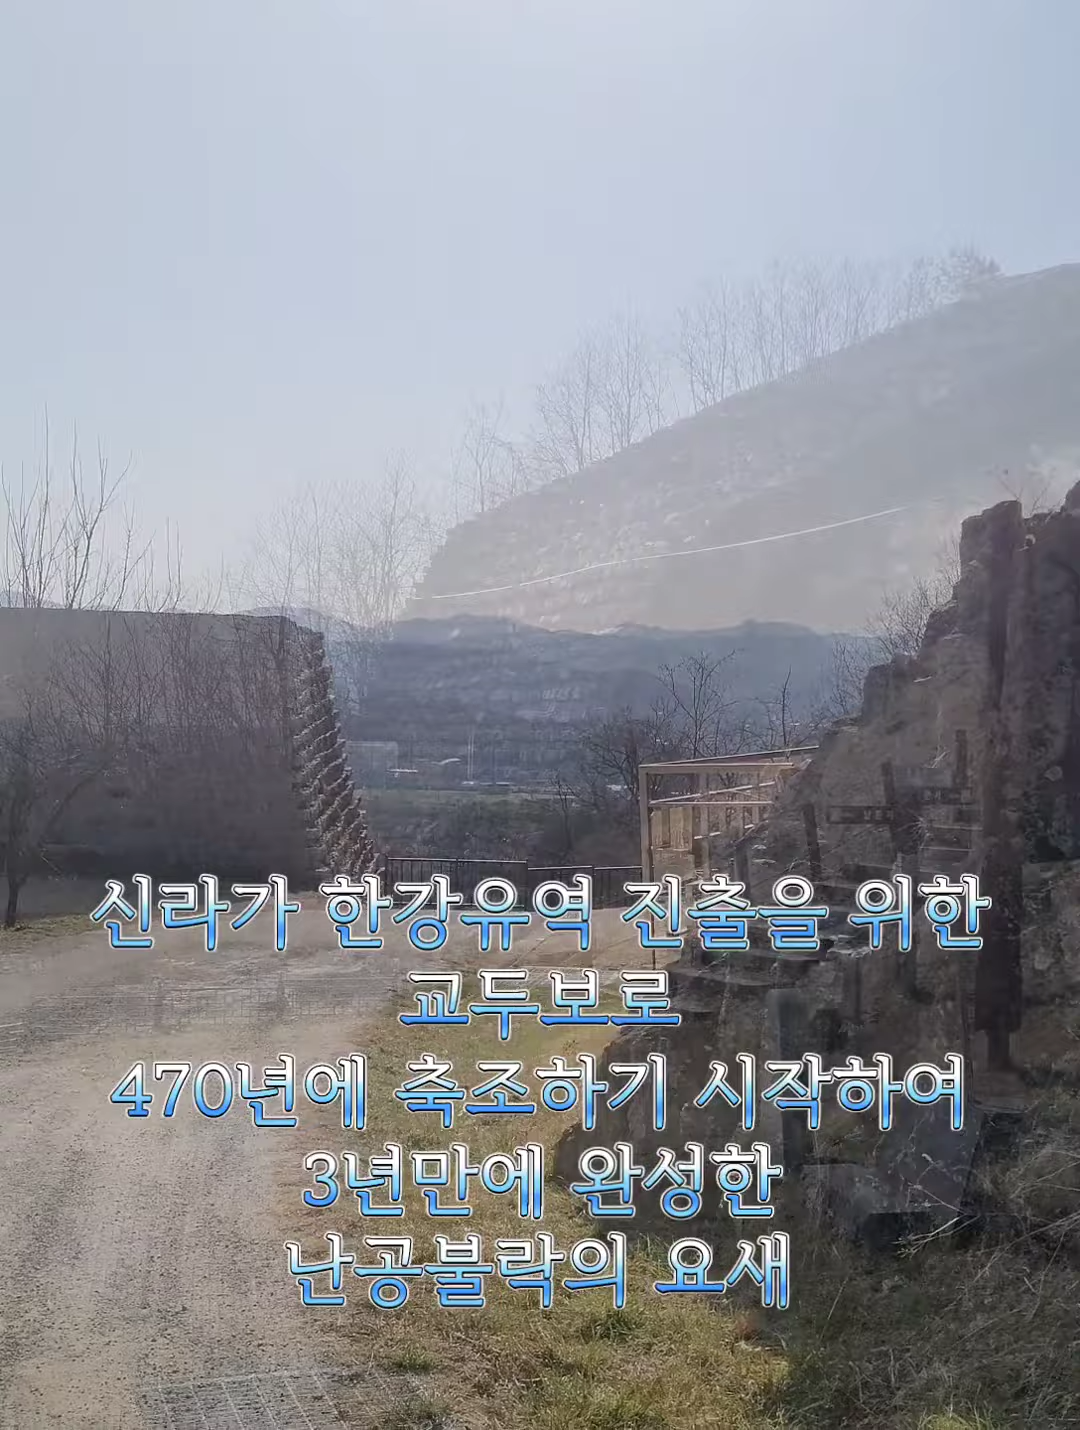 신라가 한강유역 진출을 위한
교두보로
470년에 축조하기 시작하여
3년만에 완성한
난공불락의 요새